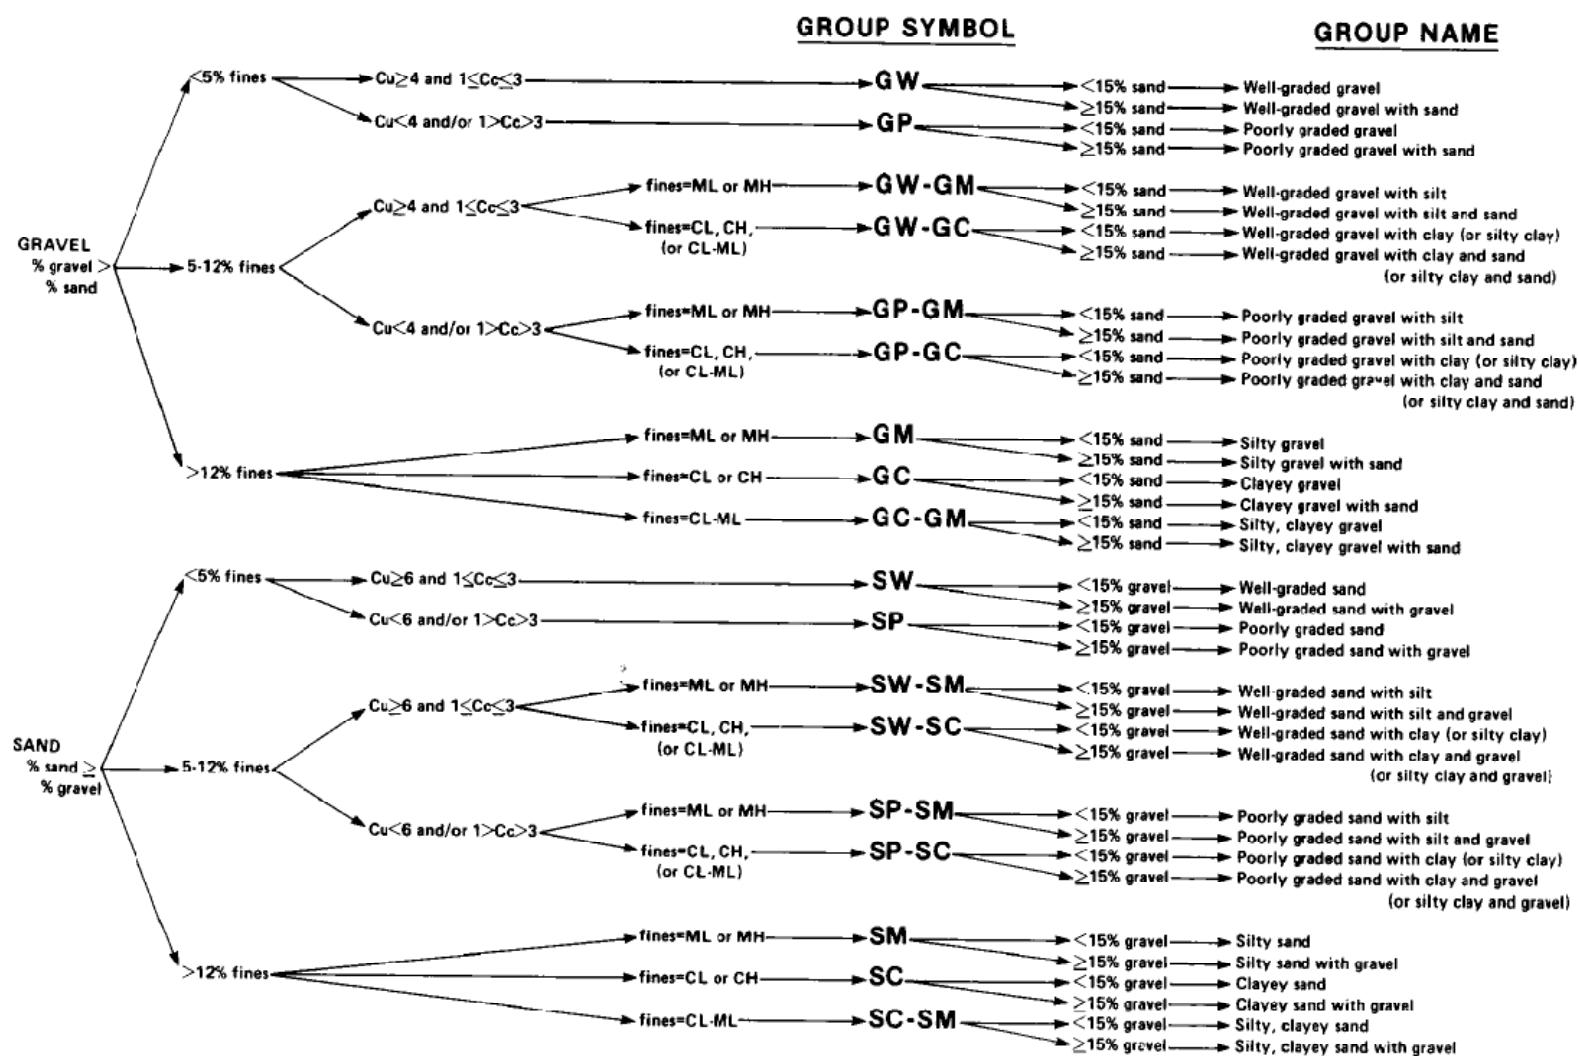 GROUP SYMBOL
GROUP NAME
<5% fines
Cu≥4 and 1≤Cc≤3
GW
<15% sand
Well-graded gravel
≥15% sand
Well-graded gravel with sand
Cu<4 and/or 1>Cc>3
GP
<15% sand
Poorly graded gravel
≥15% sand
Poorly graded gravel with sand
GRAVEL
% gravel >
% sand
5-12% fines
Cu≥4 and 1≤Cc≤3
fines=ML or MH
GW-GM
<15% sand
Well-graded gravel with silt
≥15% sand
Well-graded gravel with silt and sand
fines=CL, CH,
(or CL-ML)
GW-GC
<15% sand
Well-graded gravel with clay (or silty clay)
≥15% sand
Well-graded gravel with clay and sand
(or silty clay and sand)
Cu<4 and/or 1>Cc>3
fines=ML or MH
GP-GM
<15% sand
Poorly graded gravel with silt
≥15% sand
Poorly graded gravel with silt and sand
fines=CL, CH,
(or CL-ML)
GP-GC
<15% sand
Poorly graded gravel with clay (or silty clay)
≥15% sand
Poorly graded gravel with clay and sand
(or silty clay and sand)
>12% fines
fines=ML or MH
GM
<15% sand
Silty gravel
≥15% sand
Silty gravel with sand
fines=CL or CH
GC
<15% sand
Clayey gravel
≥15% sand
Clayey gravel with sand
fines=CL-ML
GC-GM
<15% sand
Silty, clayey gravel
≥15% sand
Silty, clayey gravel with sand
<5% fines
Cu≥6 and 1≤Cc≤3
SW
<15% gravel
Well-graded sand
≥15% gravel
Well-graded sand with gravel
Cu<6 and/or 1>Cc>3
SP
<15% gravel
Poorly graded sand
≥15% gravel
Poorly graded sand with gravel
SAND
% sand ≥
% gravel
5-12% fines
Cu≥6 and 1≤Cc≤3
fines=ML or MH
SW-SM
<15% gravel
Well-graded sand with silt
≥15% gravel
Well-graded sand with silt and gravel
fines=CL, CH,
(or CL-ML)
SW-SC
<15% gravel
Well-graded sand with clay (or silty clay)
≥15% gravel
Well-graded sand with clay and gravel
(or silty clay and gravel)
Cu<6 and/or 1>Cc>3
fines=ML or MH
SP-SM
<15% gravel
Poorly graded sand with silt
≥15% gravel
Poorly graded sand with silt and gravel
fines=CL, CH,
(or CL-ML)
SP-SC
<15% gravel
Poorly graded sand with clay (or silty clay)
≥15% gravel
Poorly graded sand with clay and gravel
(or silty clay and gravel)
>12% fines
fines=ML or MH
SM
<15% gravel
Silty sand
≥15% gravel
Silty sand with gravel
fines=CL or CH
SC
<15% gravel
Clayey sand
≥15% gravel
Clayey sand with gravel
fines=CL-ML
SC-SM
<15% gravel
Silty, clayey sand
≥15% gravel
Silty, clayey sand with gravel